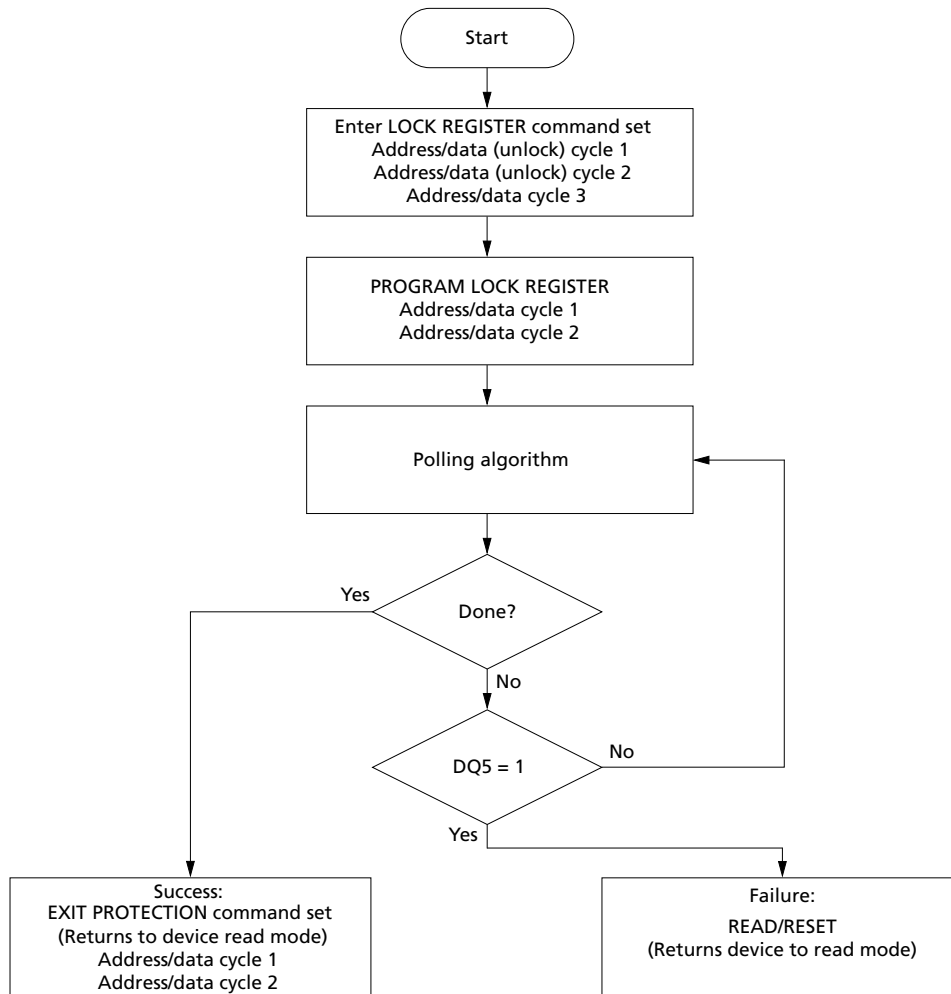 Start
Enter LOCK REGISTER command set
Address/data (unlock) cycle 1
Address/data (unlock) cycle 2
Address/data cycle 3
PROGRAM LOCK REGISTER
Address/data cycle 1
Address/data cycle 2
Polling algorithm
Yes
Done?
No
DQ5 = 1
No
Yes
Success:
EXIT PROTECTION command set
(Returns to device read mode)
Address/data cycle 1
Address/data cycle 2
Failure:
READ/RESET
(Returns device to read mode)